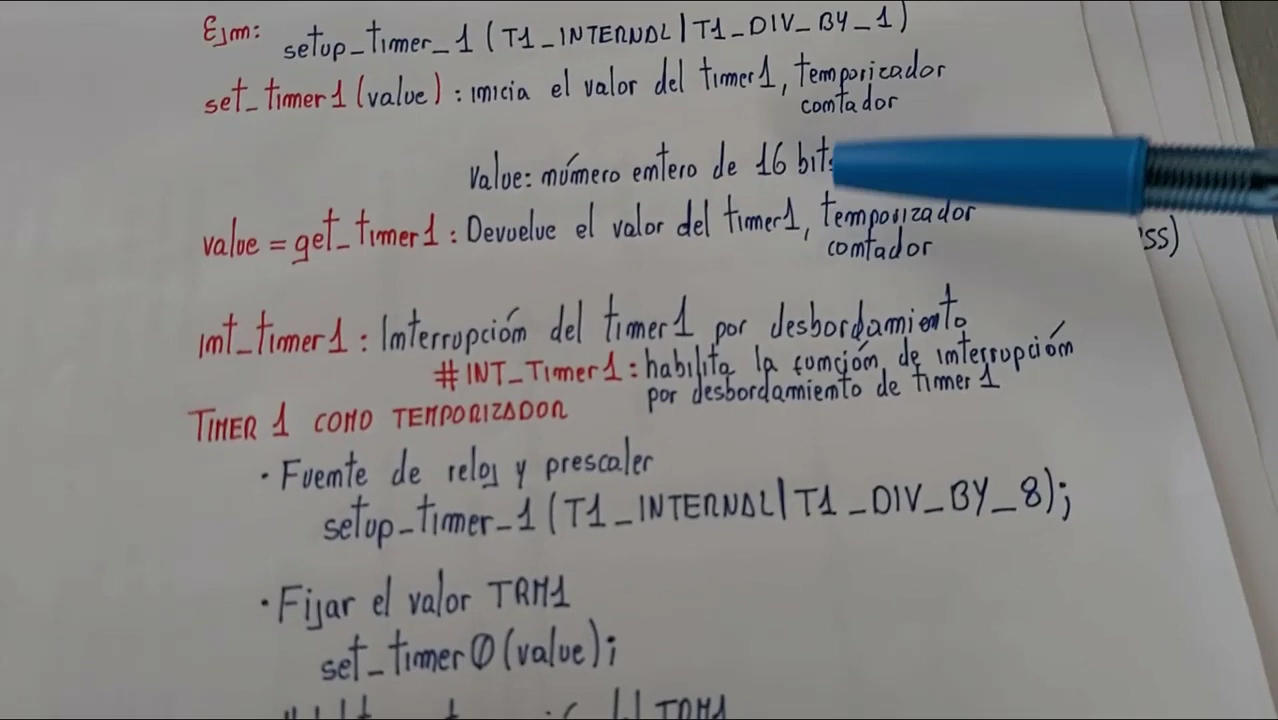 Ejm: setup_timer_1 (T1_INTERNAL | T1_DIV_BY_1)
set_timer1 (value) : inicia el valor del timer1, temporizador
contador
Value: número entero de 16 bits
value = get_timer1 : Devuelve el valor del timer1, temporizador
contador
int_timer1 : Interrupción del timer1 por desbordamiento
# INT_Timer1 : habilita la función de interrupción
por desbordamiento de timer 1
TIMER 1 COMO TEMPORIZADOR
· Fuente de reloj y prescaler
setup_timer_1 (T1_INTERNAL | T1_DIV_BY_8);
· Fijar el valor TRM1
set_timer0 (value);